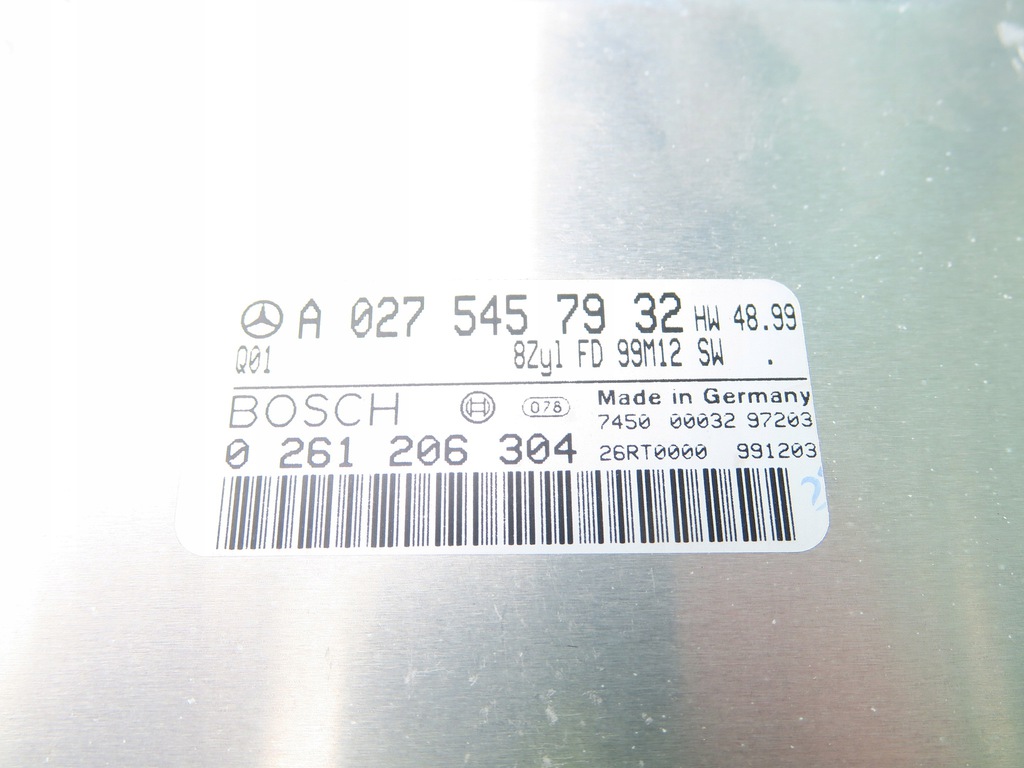 A 027 545 79 32 HW 48.99
Q01 8Zyl FD 99M12 SW .
BOSCH 078 Made in Germany
7450 00032 97203
0 261 206 304 26RT0000 991203